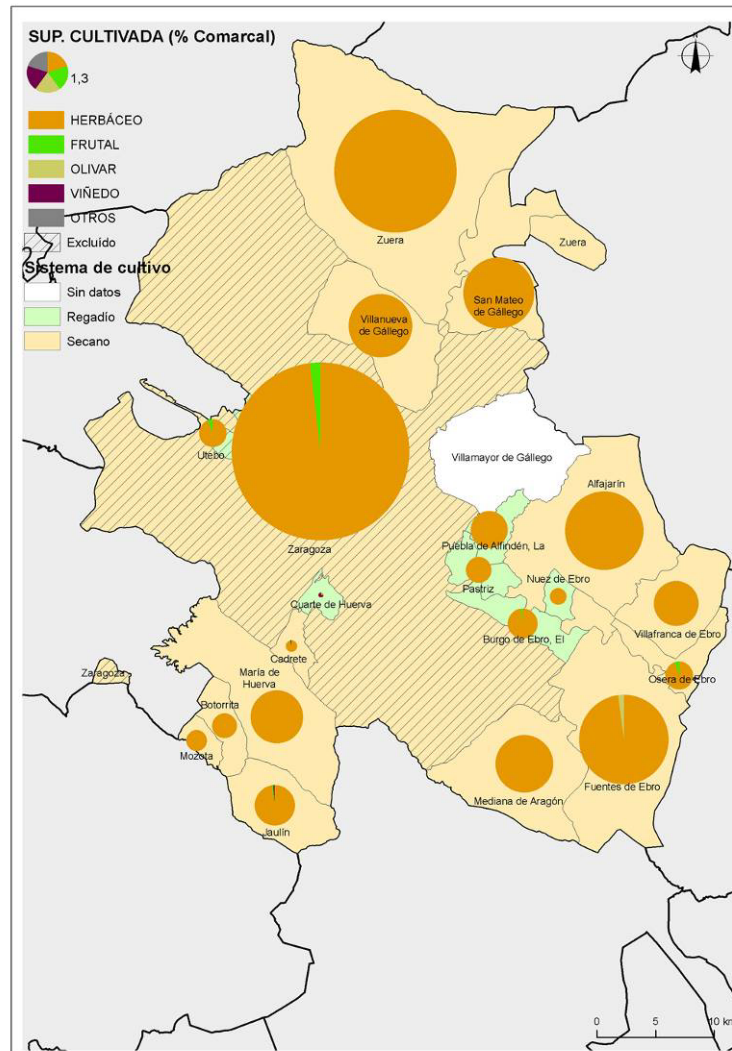 SUP. CULTIVADA (% Comarcal)
1,3
HERBÁCEO
FRUTAL
OLIVAR
VIÑEDO
OTROS
Excluído
Sistema de cultivo
Sin datos
Regadío
Secano
Zuera
Zuera
San Mateo
de Gállego
Villanueva
de Gállego
Utebo
Villamayor de Gállego
Alfajarín
Zaragoza
Puebla de Alfindén, La
Pastriz
Nuez de Ebro
Cuarte de Huerva
Burgo de Ebro, El
Villafranca de Ebro
Cadrete
Zaragoza
María de
Huerva
Osera de Ebro
Botorrita
Mozota
Mediana de Aragón
Fuentes de Ebro
Jaulín
0 5 10 km